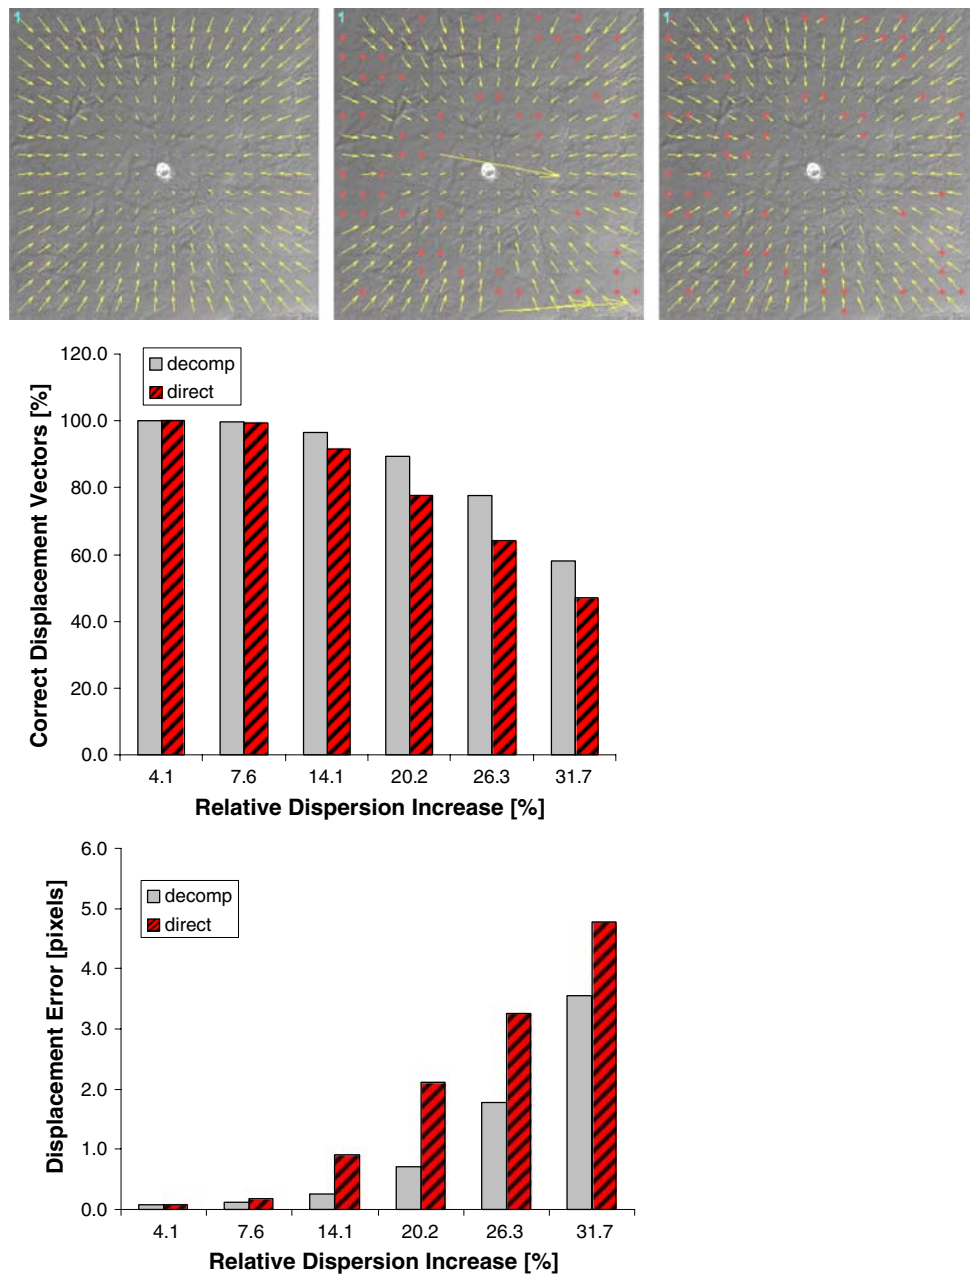 1
1
1
120.0
100.0
80.0
60.0
40.0
20.0
0.0
Correct Displacement Vectors [%]
decomp
direct
4.1 7.6 14.1 20.2 26.3 31.7
Relative Dispersion Increase [%]
6.0
5.0
4.0
3.0
2.0
1.0
0.0
Displacement Error [pixels]
decomp
direct
4.1 7.6 14.1 20.2 26.3 31.7
Relative Dispersion Increase [%]